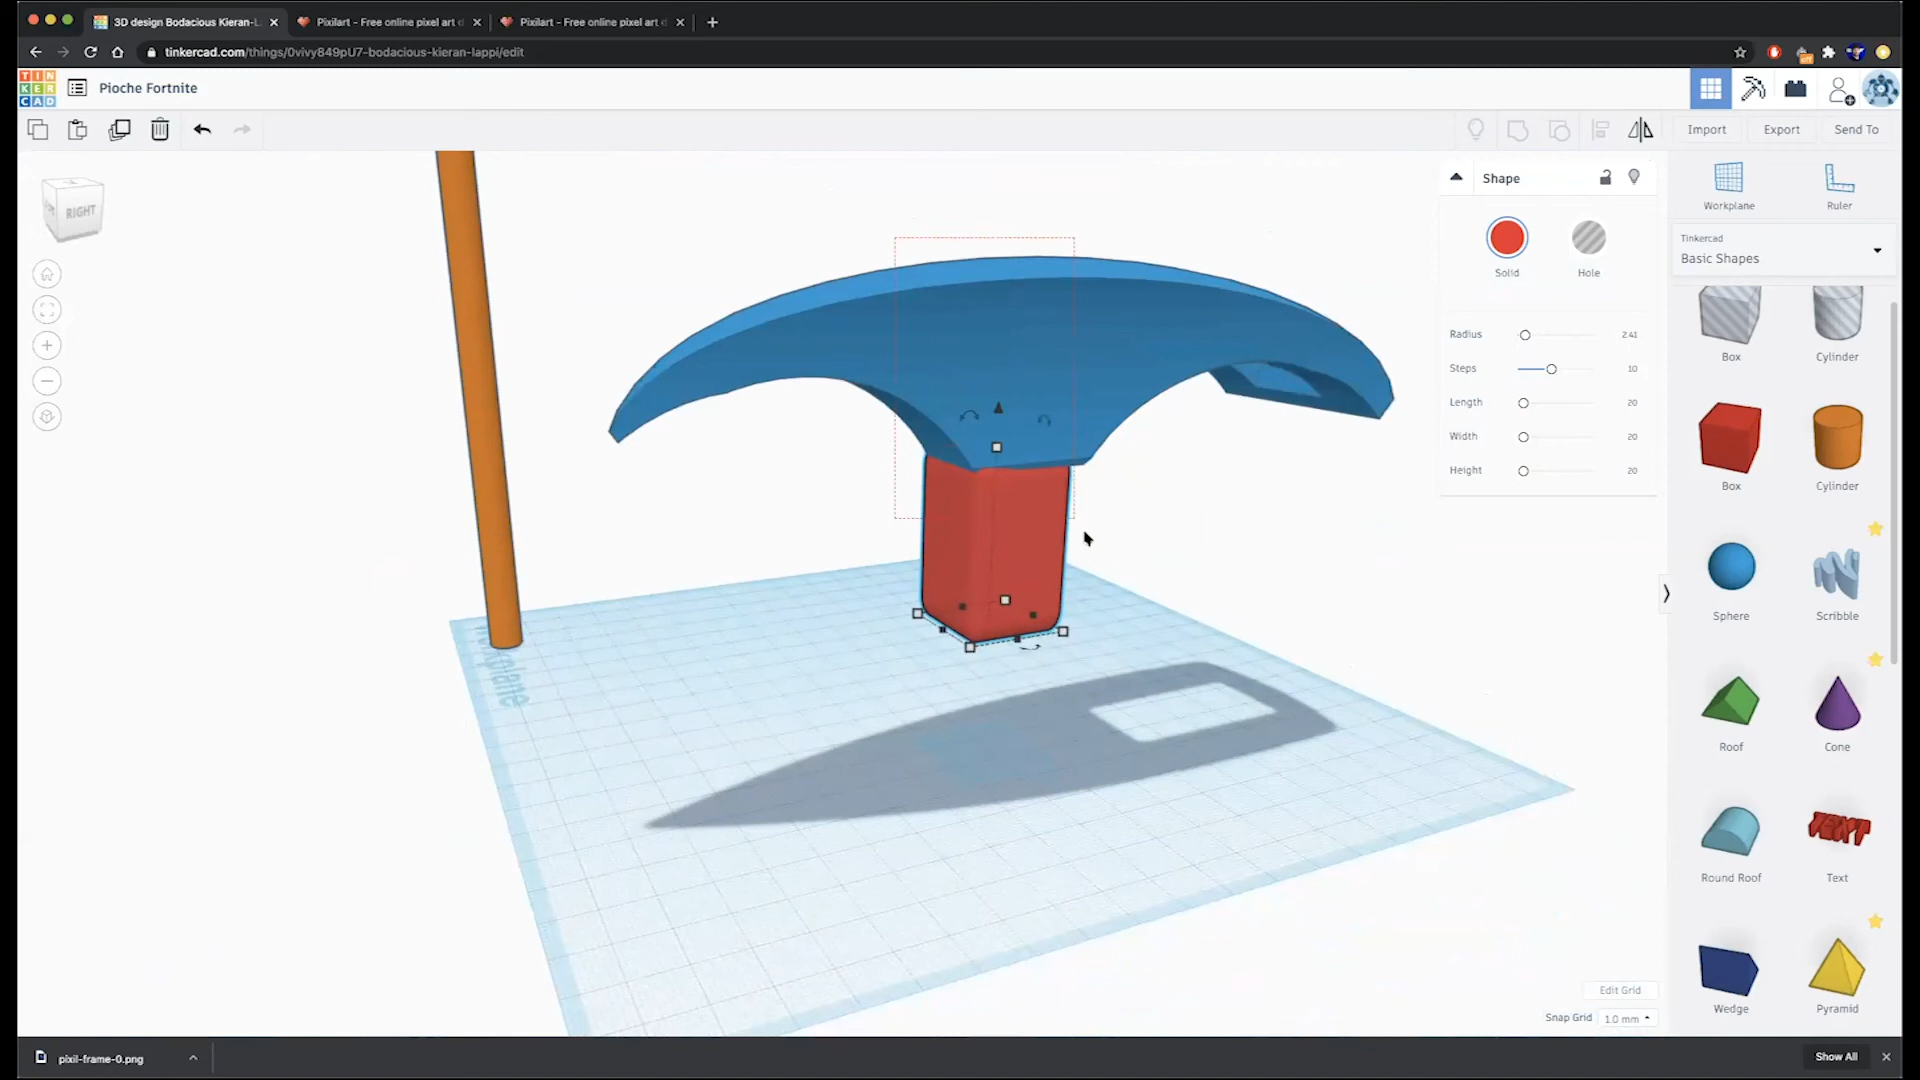 3D design Bodacious Kieran-L
Pixilart - Free online pixel art
Pixilart - Free online pixel art
tinkercad.com/things/0vivy849pU7-bodacious-kieran-lappi/edit
TIN
KER
CAD
Pioche Fortnite
Import
Export
Send To
RIGHT
Shape
Solid
Hole
Radius 2.41
Steps 10
Length 20
Width 20
Height 20
Workplane
Ruler
Tinkercad
Basic Shapes
Box
Cylinder
Box
Cylinder
Sphere
Scribble
Roof
Cone
TEXT
Round Roof
Text
Wedge
Pyramid
Edit Grid
Snap Grid 1.0 mm
pixil-frame-0.png
Show All